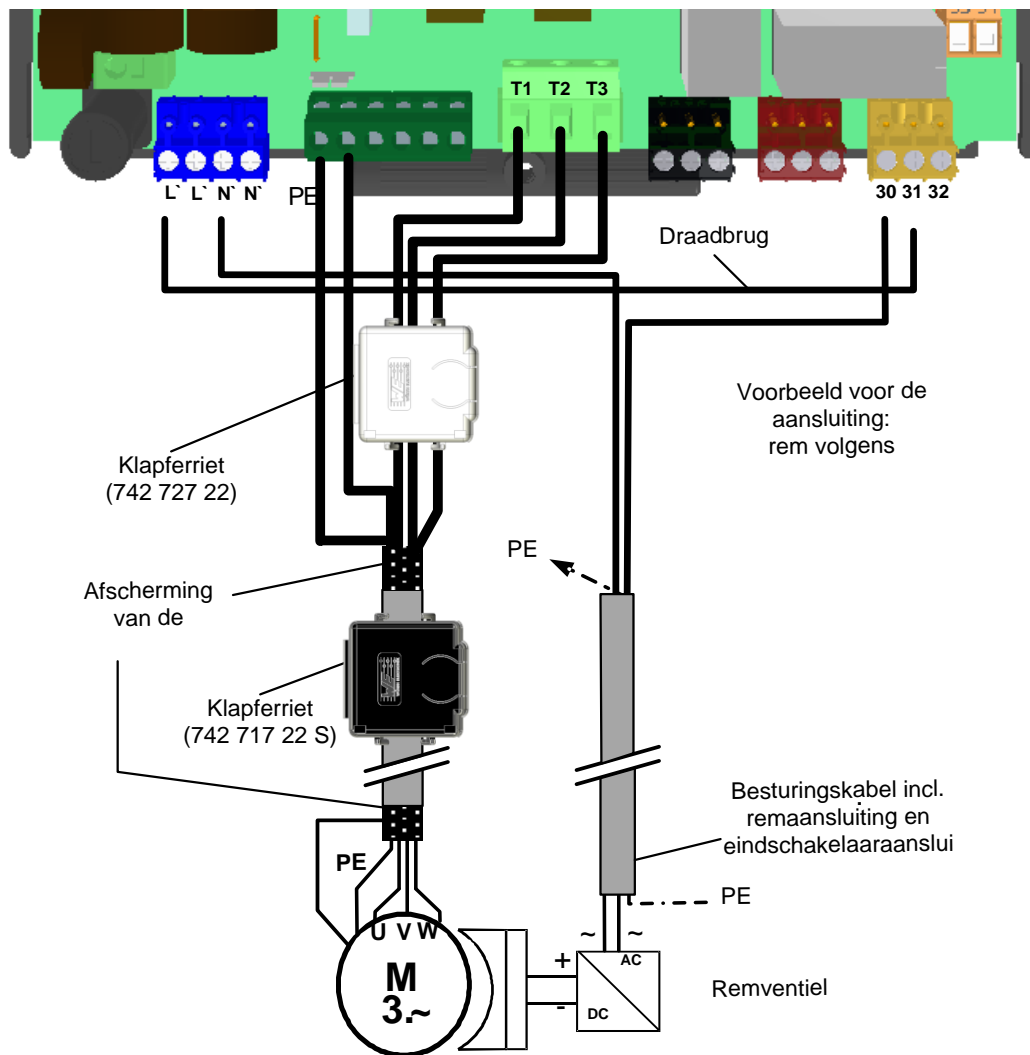 T1 T2 T3
L` L` N` N`
PE
30 31 32
Draadbrug
Voorbeeld voor de
aansluiting:
rem volgens
Klapferriet
(742 727 22)
PE
Afscherming
van de
Klapferriet
(742 717 22 S)
Besturingskabel incl.
remaansluiting en
eindschakelaaraanslui
PE
PE
U V W
M
3.~
~ ~
AC
+
-
DC
Remventiel